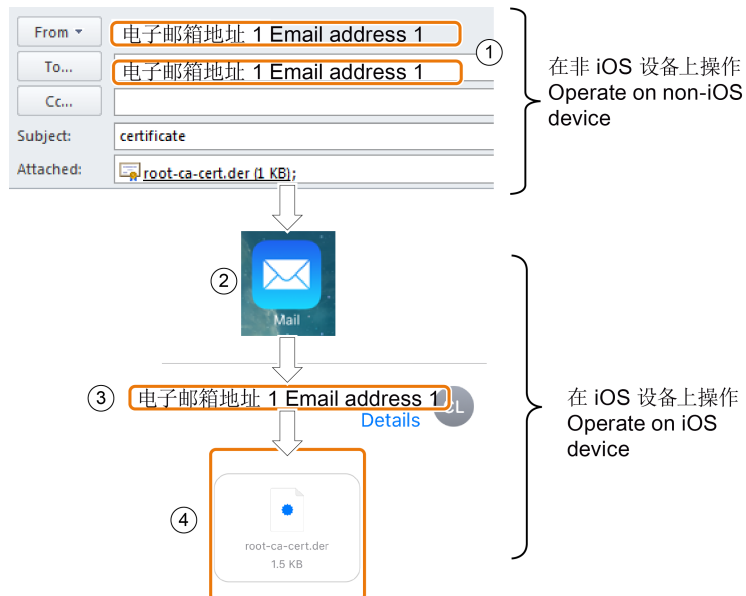 From
电子邮箱地址 1 Email address 1
①
To...
电子邮箱地址 1 Email address 1
Cc...
Subject:
certificate
Attached:
root-ca-cert.der (1 KB);
在非 iOS 设备上操作
Operate on non-iOS
device
②
Mail
③
电子邮箱地址 1 Email address 1
CL
Details
④
root-ca-cert.der
1.5 KB
在 iOS 设备上操作
Operate on iOS
device